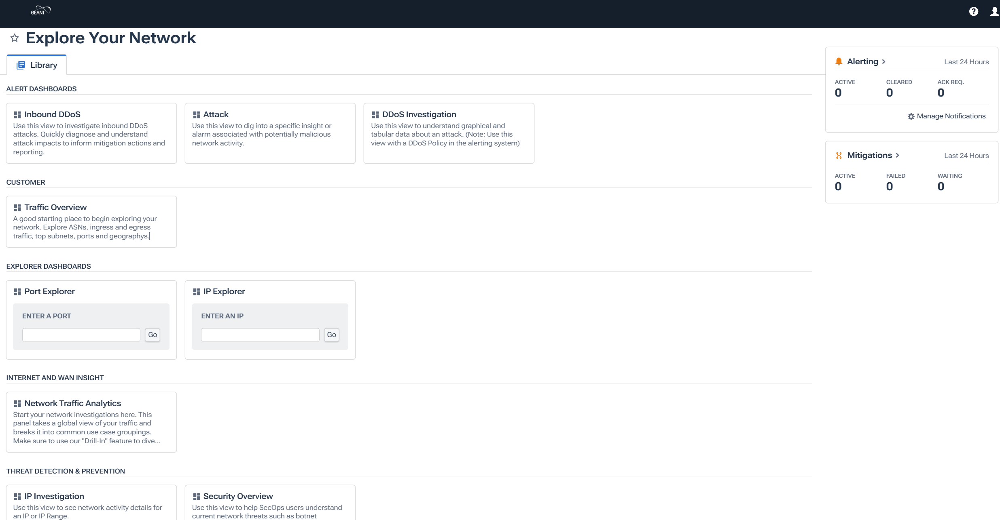 GÉANT
Explore Your Network
Library
ALERT DASHBOARDS
Inbound DDoS
Use this view to investigate inbound DDoS
attacks. Quickly diagnose and understand
attack impacts to inform mitigation actions and
reporting.
Attack
Use this view to dig into a specific insight or
alarm associated with potentially malicious
network activity.
DDoS Investigation
Use this view to understand graphical and
tabular data about an attack. (Note: Use this
view with a DDoS Policy in the alerting system)
CUSTOMER
Traffic Overview
A good starting place to begin exploring your
network. Explore ASNs, ingress and egress
traffic, top subnets, ports and geographys.
EXPLORER DASHBOARDS
Port Explorer
ENTER A PORT
Go
IP Explorer
ENTER AN IP
Go
INTERNET AND WAN INSIGHT
Network Traffic Analytics
Start your network investigations here. This
panel takes a global view of your traffic and
breaks it into common use case groupings.
Make sure to use our "Drill-In" feature to dive...
THREAT DETECTION & PREVENTION
IP Investigation
Use this view to see network activity details for
an IP or IP Range.
Security Overview
Use this view to help SecOps users understand
current network threats such as botnet
Alerting
Last 24 Hours
ACTIVE CLEARED ACK REQ.
0 0 0
Manage Notifications
Mitigations
Last 24 Hours
ACTIVE FAILED WAITING
0 0 0